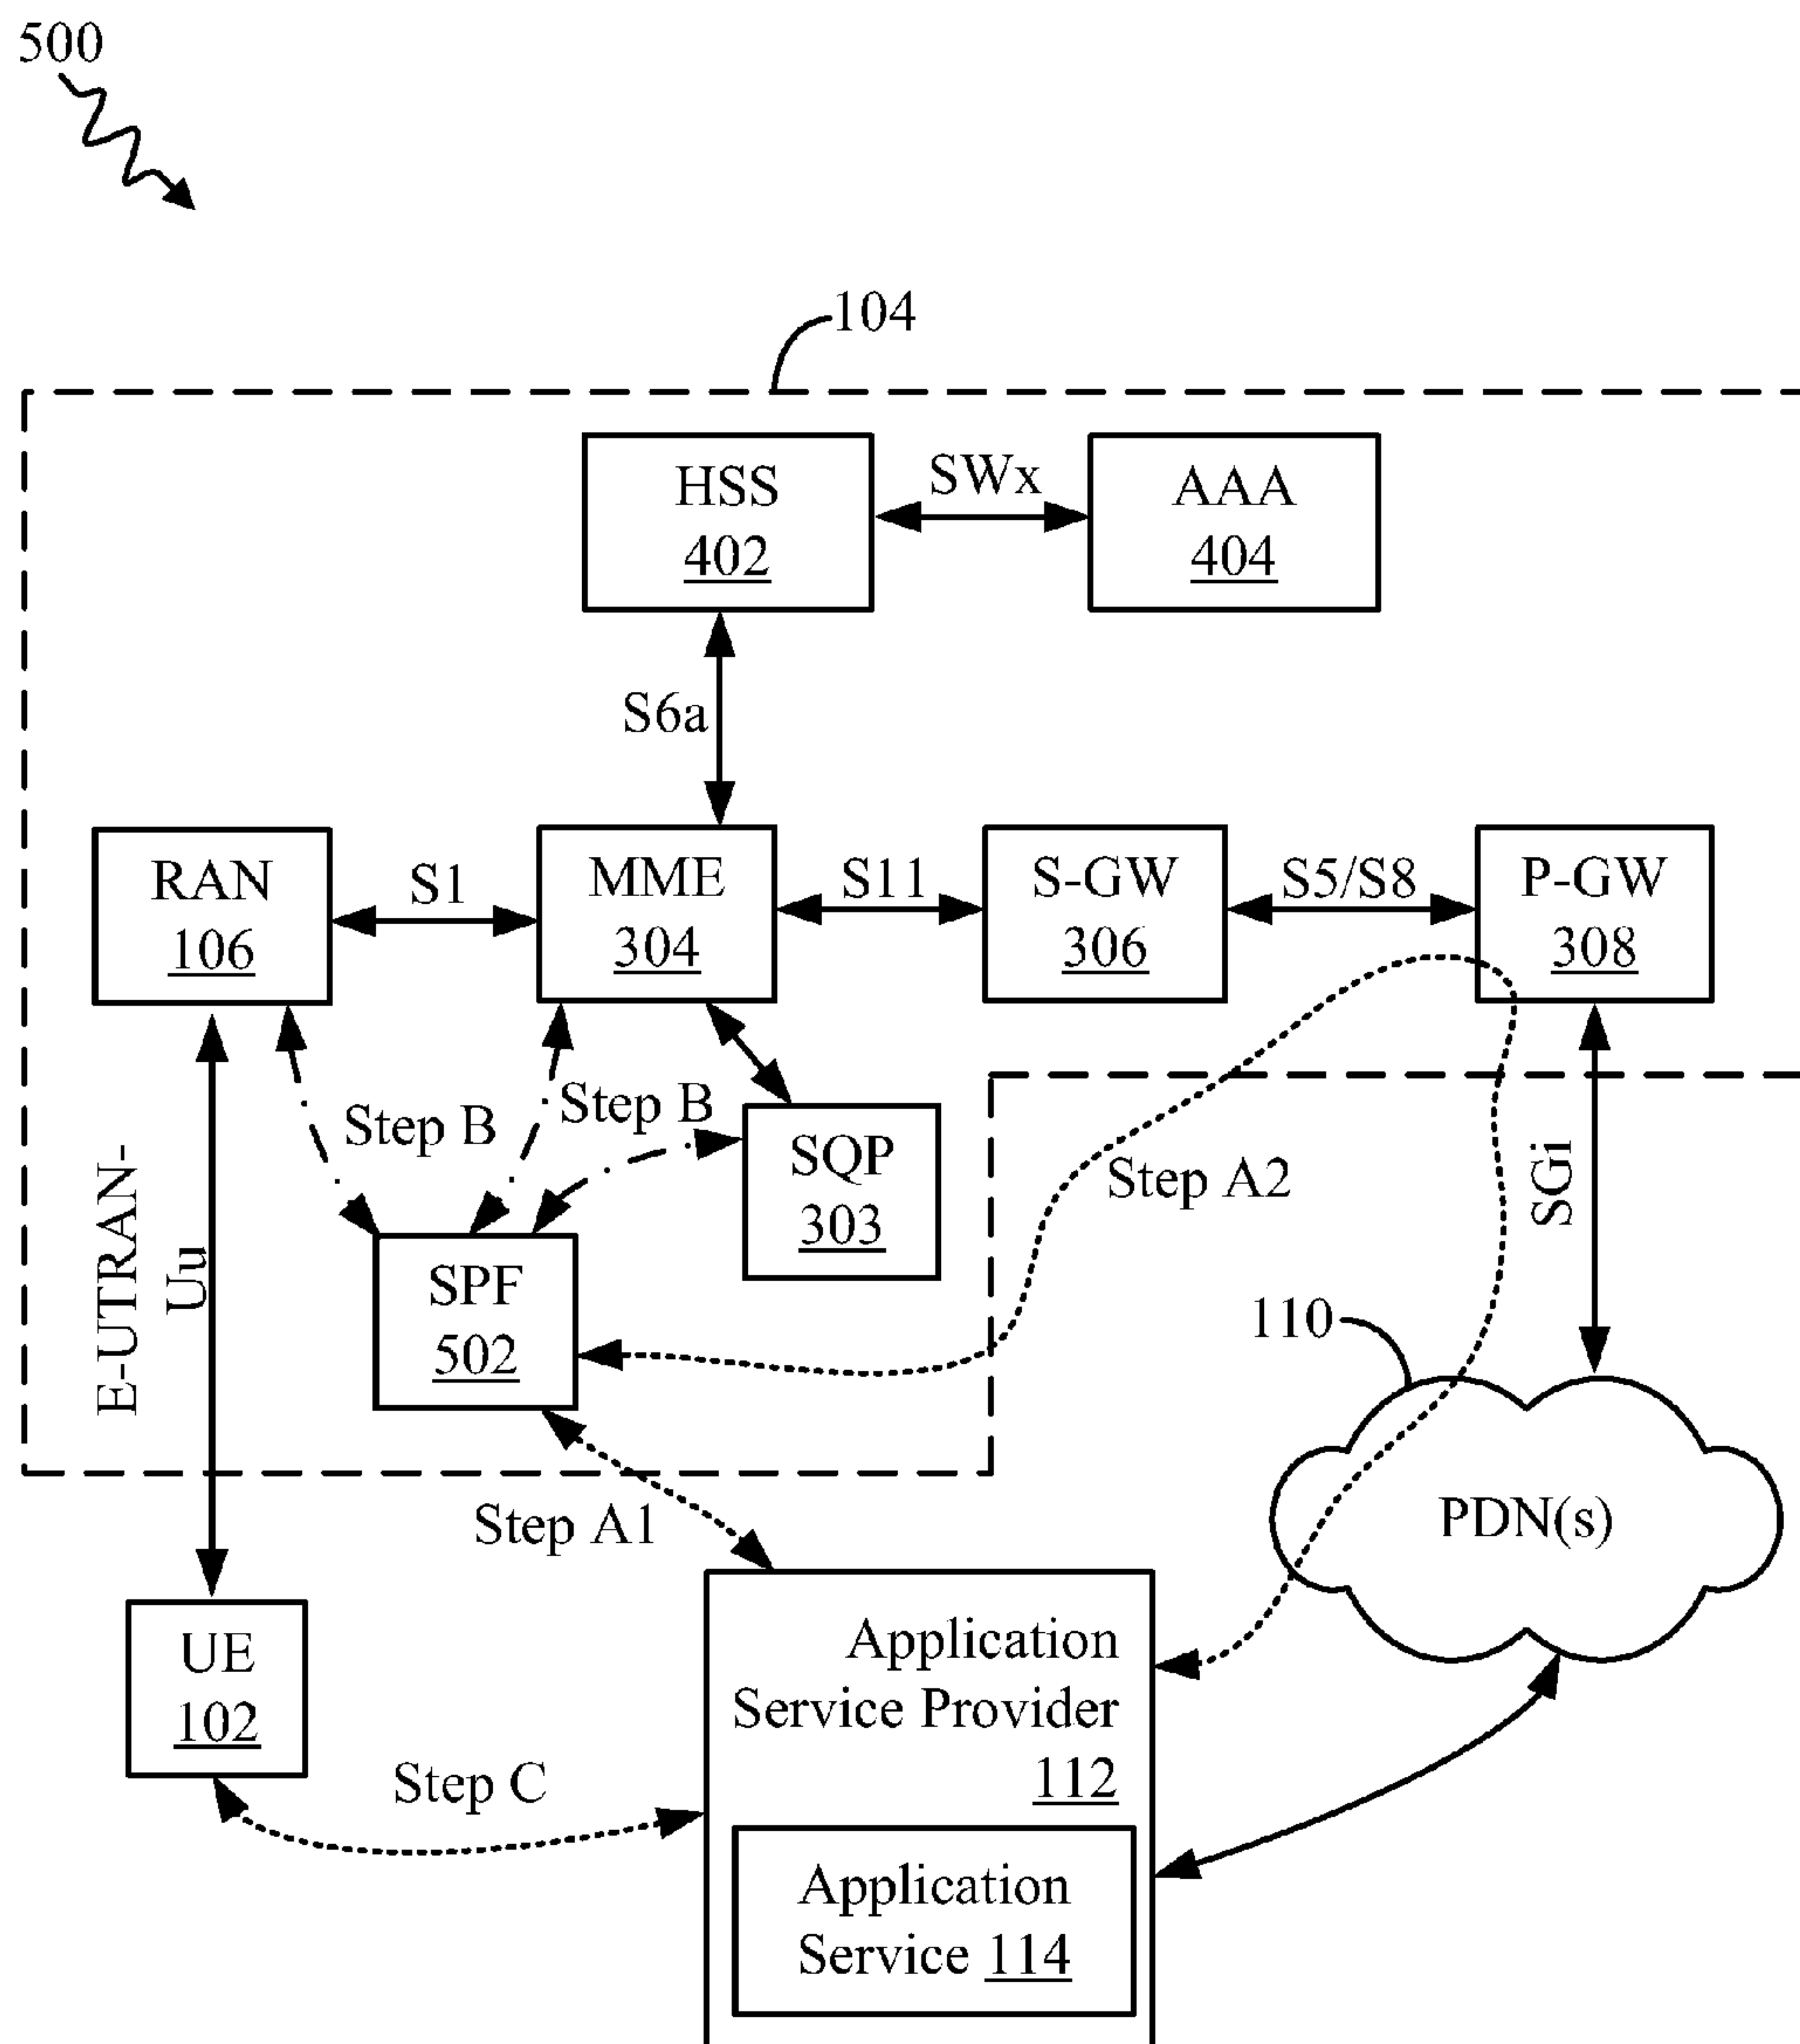 500
104
HSS
402
SWx
AAA
404
S6a
RAN
106
S1
MME
304
S11
S-GW
306
S5/S8
P-GW
308
Step B
Step B
SQP
303
Step A2
SGi
E-UTRAN-
Uu
SPF
502
110
PDN(s)
Step A1
UE
102
Step C
Application
Service Provider
112
Application
Service 114